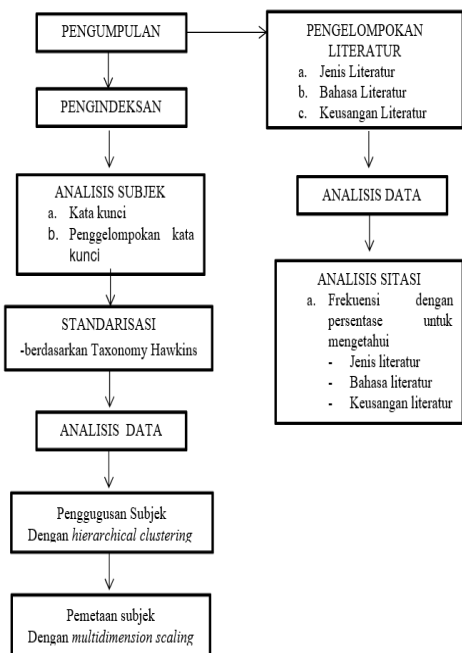 PENGUMPULAN
PENGINDEKSAN
ANALISIS SUBJEK
a. Kata kunci
b. Penggelompokan kata
kunci
STANDARISASI
-berdasarkan Taxonomy Hawkins
ANALISIS DATA
Penggugusan Subjek
Dengan hierarchical clustering
Pemetaan subjek
Dengan multidimension scaling
PENGELOMPOKAN
LITERATUR
a. Jenis Literatur
b. Bahasa Literatur
c. Keusangan Literatur
ANALISIS DATA
ANALISIS SITASI
a. Frekuensi dengan
persentase untuk
mengetahui
- Jenis literatur
- Bahasa literatur
- Keusangan literatur